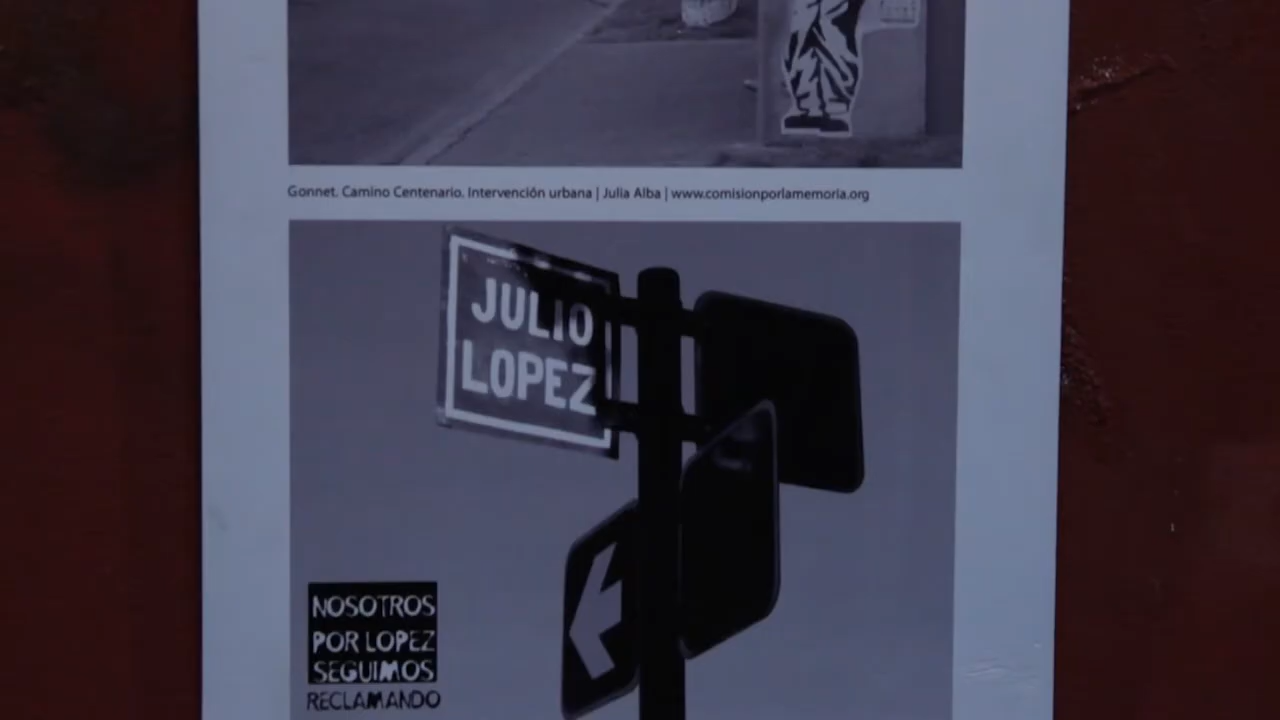 Gonnet. Camino Centenario. Intervención urbana | Julia Alba | www.comisionporlamemoria.org
JULIO
LOPEZ
NOSOTROS
POR LOPEZ
SEGUIMOS
RECLAMANDO